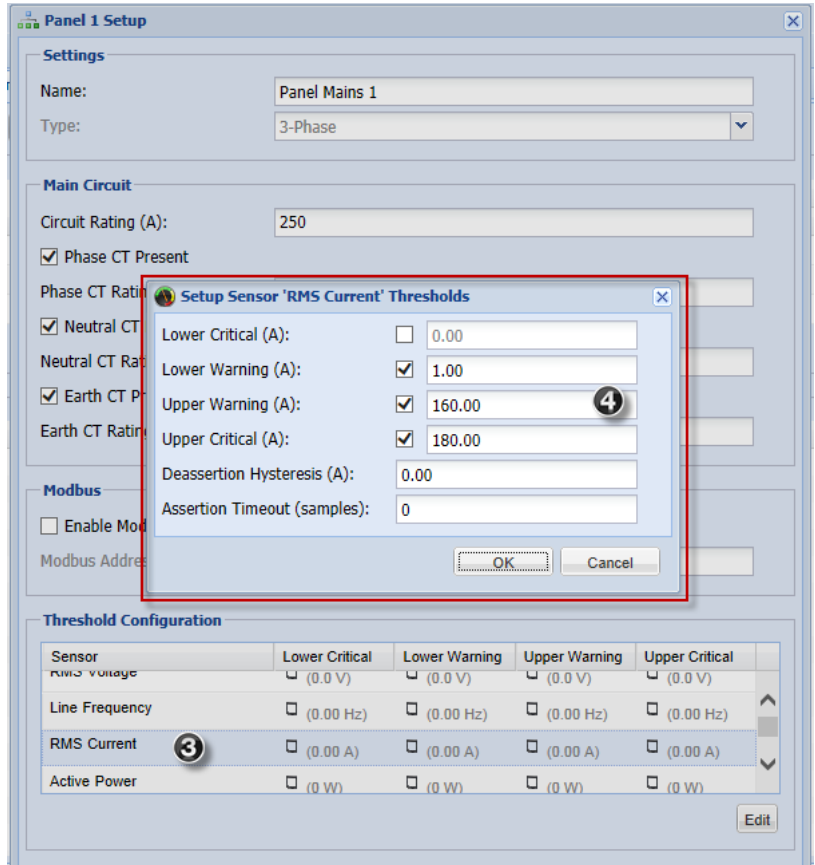 Panel 1 Setup
Settings
Name: Panel Mains 1
Type: 3-Phase
Main Circuit
Circuit Rating (A): 250
Phase CT Present
Phase CT Ratin
Neutral CT
Neutral CT Rat
Earth CT P
Earth CT Rating
Setup Sensor 'RMS Current' Thresholds
Lower Critical (A): 0.00
Lower Warning (A): 1.00
Upper Warning (A): 160.00 4
Upper Critical (A): 180.00
Deassertion Hysteresis (A): 0.00
Assertion Timeout (samples): 0
OK Cancel
Modbus
Enable Mod
Modbus Addre
Threshold Configuration
Sensor Lower Critical Lower Warning Upper Warning Upper Critical
RMS Voltage (0.0 V) (0.0 V) (0.0 V) (0.0 V)
Line Frequency (0.00 Hz) (0.00 Hz) (0.00 Hz) (0.00 Hz)
RMS Current 3 (0.00 A) (0.00 A) (0.00 A) (0.00 A)
Active Power (0 W) (0 W) (0 W) (0 W)
Edit